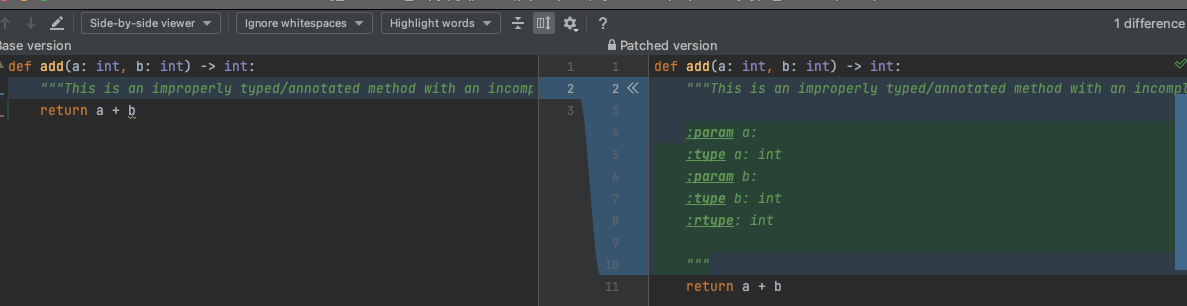 Side-by-side viewer Ignore whitespaces Highlight words ? 1 difference
Base version
def add(a: int, b: int) -> int:
"""This is an improperly typed/annotated method with an
return a + b
1
2
3
Patched version
1 def add(a: int, b: int) -> int:
2 """This is an improperly typed/annotated method with an
3
4 :param a:
5 :type a: int
6 :param b:
7 :type b: int
8 :rtype: int
9
10 """
11 return a + b